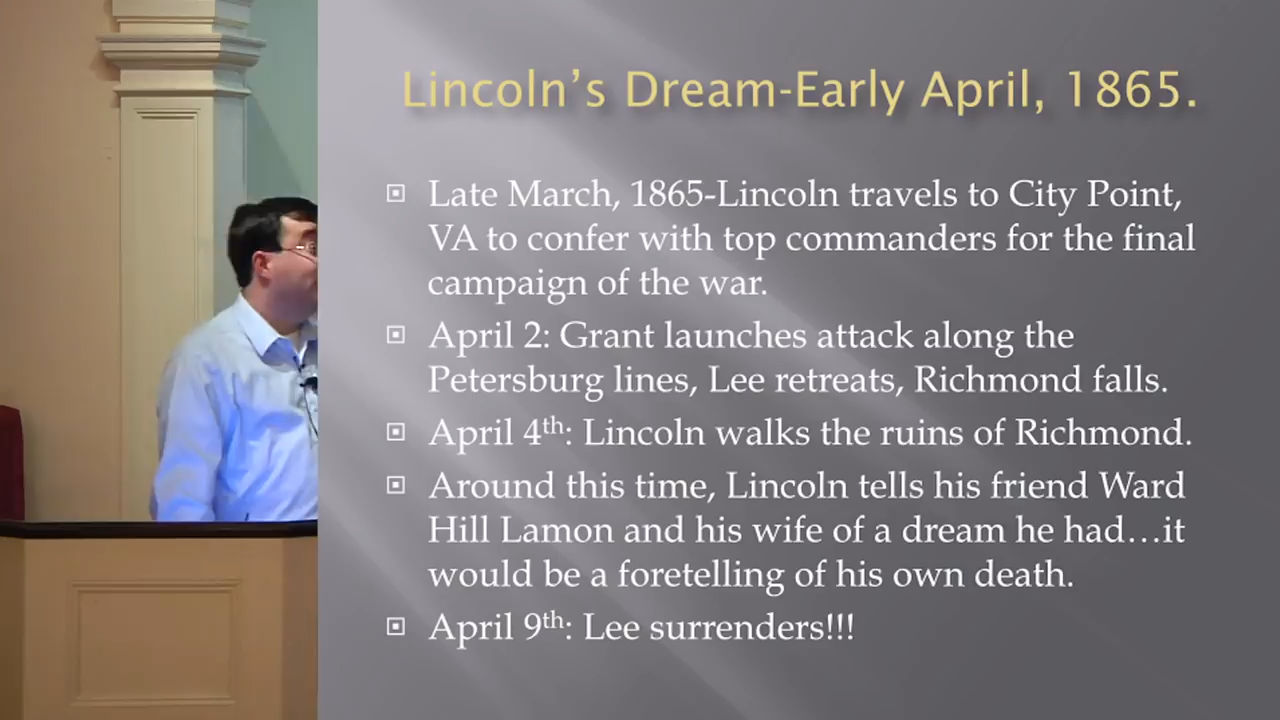 Lincoln’s Dream-Early April, 1865.
Late March, 1865-Lincoln travels to City Point,
VA to confer with top commanders for the final
campaign of the war.
April 2: Grant launches attack along the
Petersburg lines, Lee retreats, Richmond falls.
April 4th: Lincoln walks the ruins of Richmond.
Around this time, Lincoln tells his friend Ward
Hill Lamon and his wife of a dream he had…it
would be a foretelling of his own death.
April 9th: Lee surrenders!!!